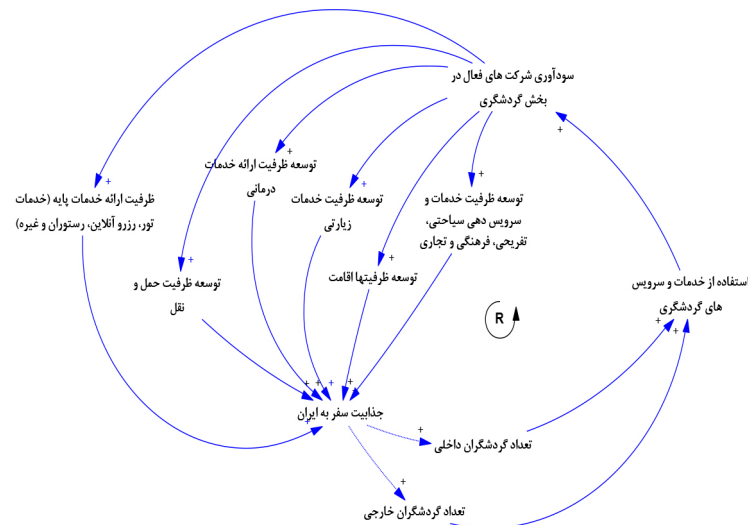 سودآوری شرکت های فعال در
بخش گردشگری
توسعه ظرفیت ارائه خدمات
درمانی
ظرفیت ارائه خدمات پایه (خدمات
تور، رزرو آنلاین، رستوران و غیره)
توسعه ظرفیت خدمات
زیارتی
توسعه ظرفیت خدمات و
سرویس دهی سیاحتی،
تفریحی، فرهنگی و تجاری
توسعه ظرفیت حمل و
نقل
توسعه ظرفیتها اقامت
استفاده از خدمات و سرویس
های گردشگری
R
جذابیت سفر به ایران
تعداد گردشگران داخلی
تعداد گردشگران خارجی